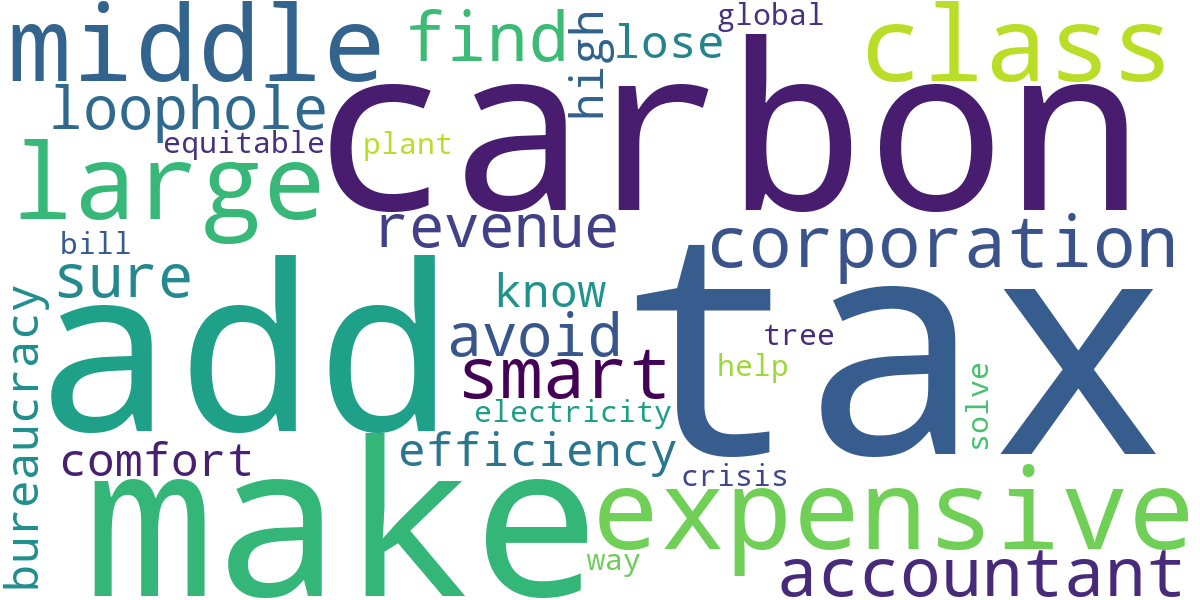 global
middle
find
high
lose
class
carbon
loophole
equitable
plant
large
revenue
corporation
bill
sure
add
know
tax
avoid
tree
smart
help
bureaucracy
electricity
solve
efficiency
comfort
crisis
make
expensive
way
accountant